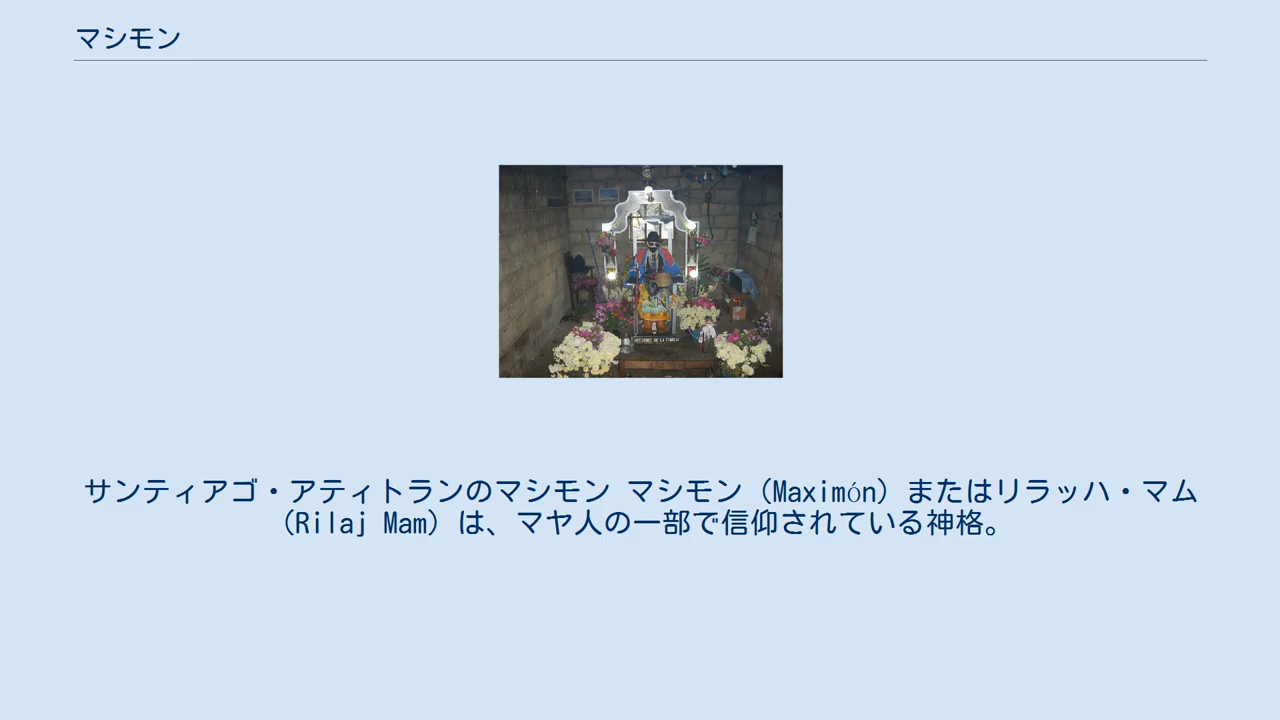 マシモン
サンティアゴ・アティトランのマシモン マシモン（Maximón）またはリラッハ・マム
（Rilaj Mam）は、マヤ人の一部で信仰されている神格。